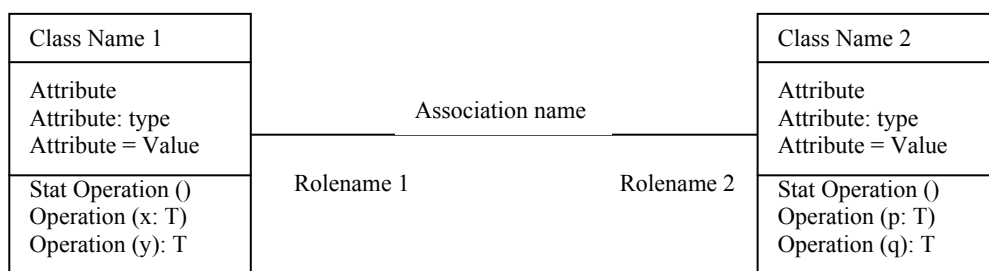 Class Name 1
Attribute
Attribute: type
Attribute = Value
Stat Operation ()
Operation (x: T)
Operation (y): T
Association name
Rolename 1
Rolename 2
Class Name 2
Attribute
Attribute: type
Attribute = Value
Stat Operation ()
Operation (p: T)
Operation (q): T